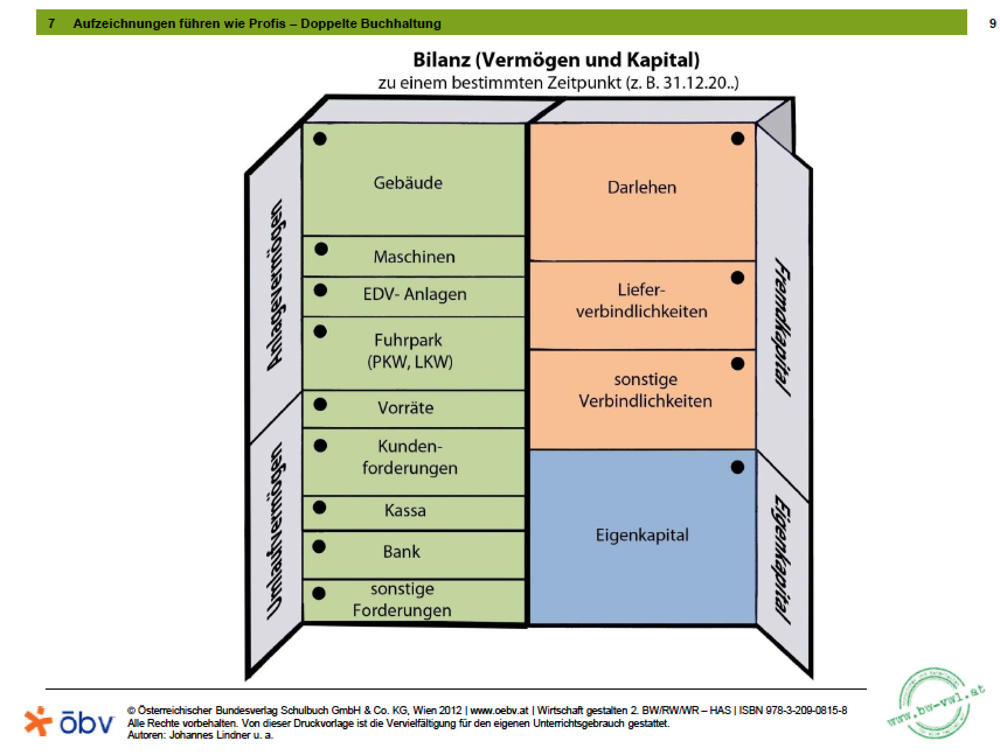 7 Aufzeichnungen führen wie Profis – Doppelte Buchhaltung
9
Bilanz (Vermögen und Kapital)
zu einem bestimmten Zeitpunkt (z. B. 31.12.20..)
Anlagevermögen
Umlaufvermögen
Gebäude
Maschinen
EDV- Anlagen
Fuhrpark
(PKW, LKW)
Vorräte
Kunden-
forderungen
Kassa
Bank
sonstige
Forderungen
Darlehen
Liefer-
verbindlichkeiten
sonstige
Verbindlichkeiten
Eigenkapital
Fremdkapital
Eigenkapital
öbv
© Österreichischer Bundesverlag Schulbuch GmbH & Co. KG, Wien 2012 | www.oebv.at | Wirtschaft gestalten 2. BW/RW/WR – HAS | ISBN 978-3-209-0815-8
Alle Rechte vorbehalten. Von dieser Druckvorlage ist die Vervielfältigung für den eigenen Unterrichtsgebrauch gestattet.
Autoren: Johannes Lindner u. a.
www.bw-vwl.at